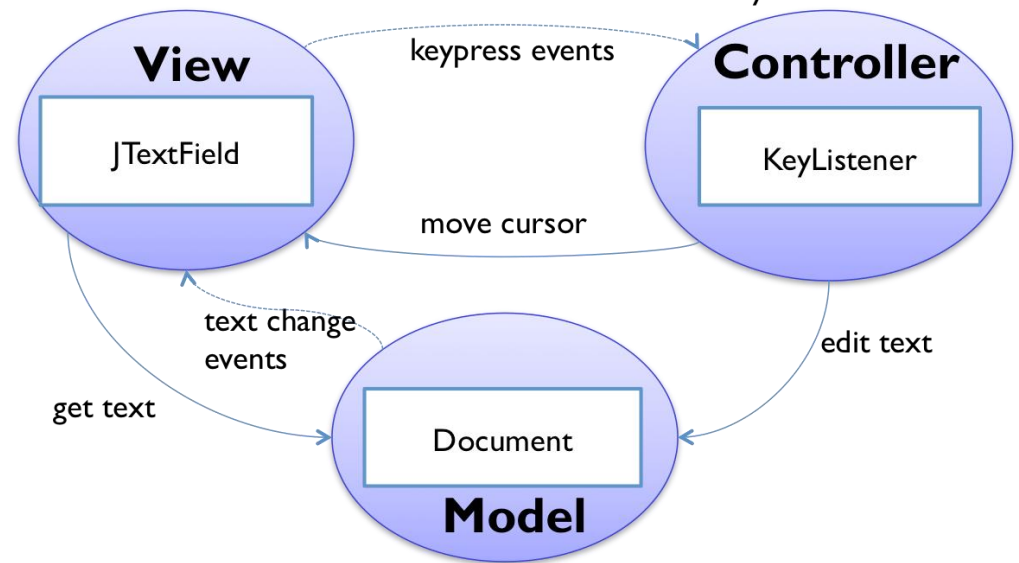 View
keypress events
Controller
JTextField
KeyListener
move cursor
text change
events
edit text
get text
Document
Model